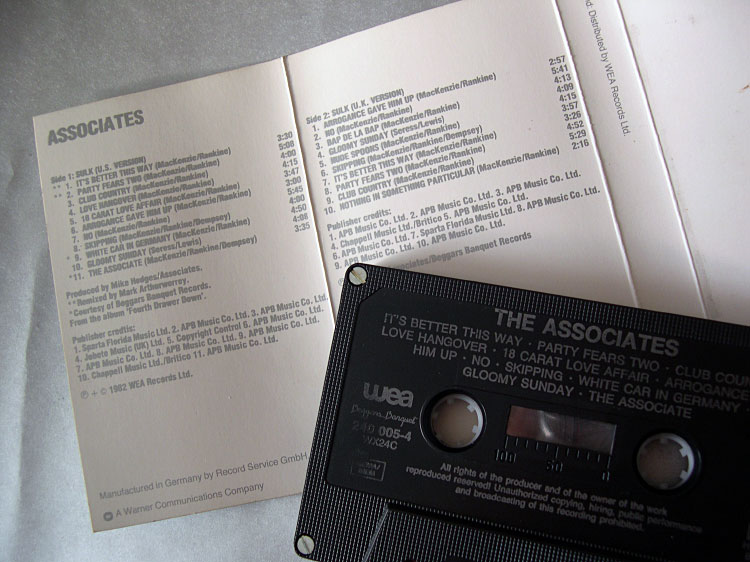 ASSOCIATES
Side 1: SULK (U.S. VERSION)
** 1. IT'S BETTER THIS WAY (MacKenzie/Rankine) 3:30
** 2. PARTY FEARS TWO (MacKenzie/Rankine) 5:08
3. CLUB COUNTRY (MacKenzie/Rankine) 4:00
4. LOVE HANGOVER (MacKenzie/Rankine) 4:15
5. 18 CARAT LOVE AFFAIR (MacKenzie/Rankine) 3:47
6. ARROGANCE GAVE HIM UP (MacKenzie/Rankine) 3:00
7. NO (MacKenzie/Rankine) 5:45
8. SKIPPING (MacKenzie/Rankine/Dempsey) 4:00
* 9. WHITE CAR IN GERMANY (MacKenzie/Rankine) 4:50
10. GLOOMY SUNDAY (Seress/Lewis) 4:08
*11. THE ASSOCIATE (MacKenzie/Rankine/Dempsey) 3:35
Produced by Mike Hedges/Associates.
**Remixed by Mark Arthurworrey.
*Courtesy of Beggars Banquet Records.
From the album 'Fourth Drawer Down'.
Publisher credits:
1. Sparta Florida Music Ltd. 2. APB Music Co. Ltd. 3. APB Music Co. Ltd.
4. Jobete Music (UK) Ltd. 5. Copyright Control 6. APB Music Co. Ltd.
7. APB Music Co. Ltd. 8. APB Music Co. Ltd. 9. APB Music Co. Ltd.
10. Chappell Music Ltd./Britico 11. APB Music Co. Ltd.
℗ + © 1982 WEA Records Ltd.
Manufactured in Germany by Record Service GmbH
A Warner Communications Company
Side 2: SULK (U.K. VERSION)
1. ARROGANCE GAVE HIM UP (MacKenzie/Rankine) 2:57
2. NO (MacKenzie/Rankine) 5:41
3. BAP DE LA BAP (MacKenzie/Rankine) 4:13
4. GLOOMY SUNDAY (Seress/Lewis) 4:09
5. NUDE SPOONS (MacKenzie/Rankine) 4:15
6. SKIPPING (MacKenzie/Rankine/Dempsey) 3:57
7. IT'S BETTER THIS WAY (MacKenzie/Rankine) 3:26
8. PARTY FEARS TWO (MacKenzie/Rankine) 4:52
9. CLUB COUNTRY (MacKenzie/Rankine) 5:29
10. NOTHING IN SOMETHING PARTICULAR (MacKenzie/Rankine) 2:16
Publisher credits:
1. APB Music Co. Ltd. 2. APB Music Co. Ltd. 3. APB Music Co. Ltd.
4. Chappell Music Ltd./Britico 5. APB Music Co. Ltd.
6. APB Music Co. Ltd. 7. Sparta Florida Music Ltd. 8. APB Music Co. Ltd.
9. APB Music Co. Ltd. 10. APB Music Co. Ltd.
Associates/Beggars Banquet Records
Distributed by WEA Records Ltd.
THE ASSOCIATES
IT'S BETTER THIS WAY · PARTY FEARS TWO · CLUB COU
LOVE HANGOVER · 18 CARAT LOVE AFFAIR · ARROGANCE
HIM UP · NO · SKIPPING · WHITE CAR IN GERMANY
GLOOMY SUNDAY · THE ASSOCIATE
wea
Beggars Banquet
240 005-4
WX24C
100 50 0
All rights of the producer and of the owner of the work
reproduced reserved! Unauthorized copying, hiring, public performance
and broadcasting of this recording prohibited.